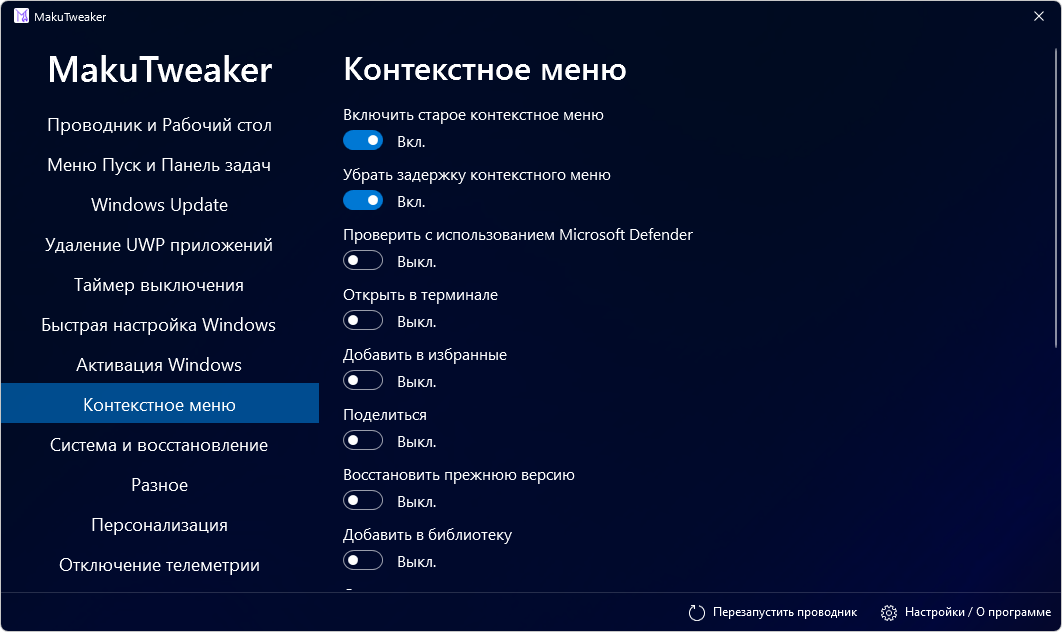 MakuTweaker
MakuTweaker
Проводник и Рабочий стол
Меню Пуск и Панель задач
Windows Update
Удаление UWP приложений
Таймер выключения
Быстрая настройка Windows
Активация Windows
Контекстное меню
Система и восстановление
Разное
Персонализация
Отключение телеметрии
Контекстное меню
Включить старое контекстное меню
Вкл.
Убрать задержку контекстного меню
Вкл.
Проверить с использованием Microsoft Defender
Выкл.
Открыть в терминале
Выкл.
Добавить в избранные
Выкл.
Поделиться
Выкл.
Восстановить прежнюю версию
Выкл.
Добавить в библиотеку
Выкл.
Перезапустить проводник
Настройки / О программе